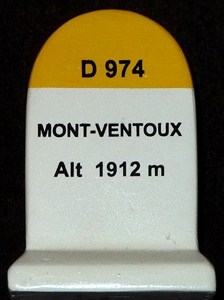 D 974
MONT-VENTOUX
Alt 1912 m